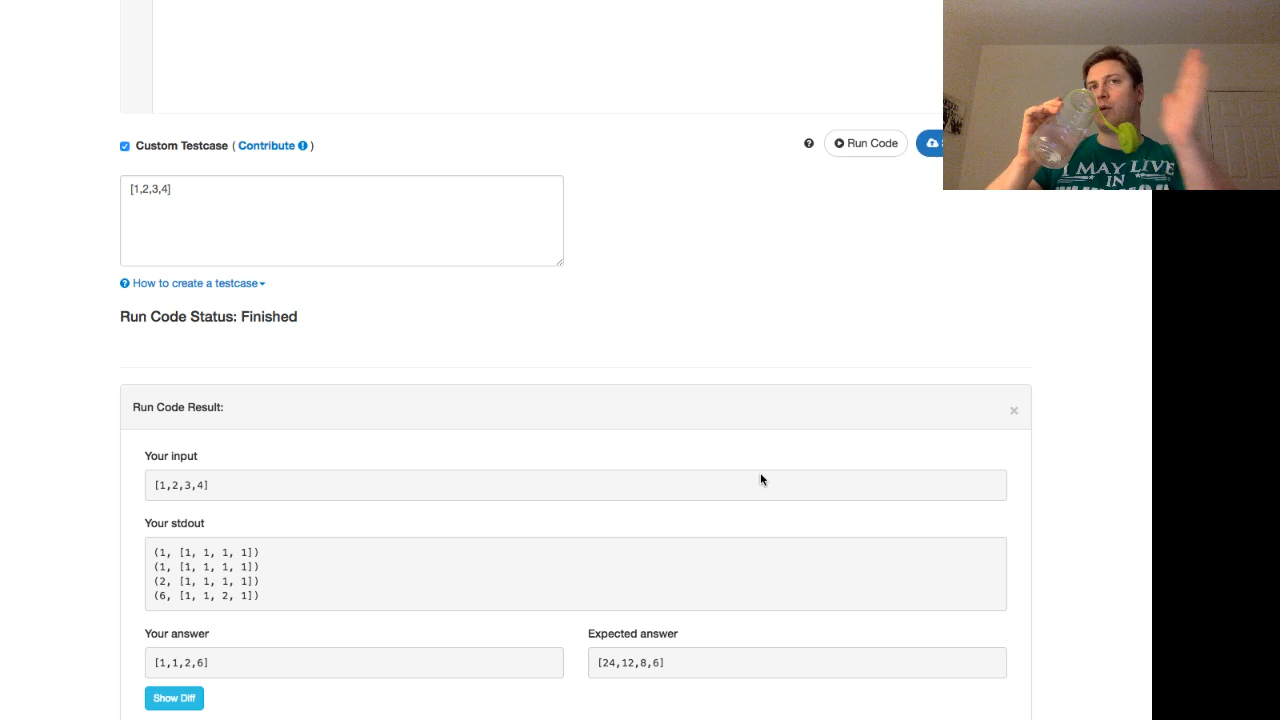 Custom Testcase ( Contribute )
Run Code
[1,2,3,4]
How to create a testcase
Run Code Status: Finished
Run Code Result:
Your input
[1,2,3,4]
Your stdout
(1, [1, 1, 1, 1])
(1, [1, 1, 1, 1])
(2, [1, 1, 1, 1])
(6, [1, 1, 2, 1])
Your answer
Expected answer
[1,1,2,6]
[24,12,8,6]
Show Diff
I MAY LIVE
IN